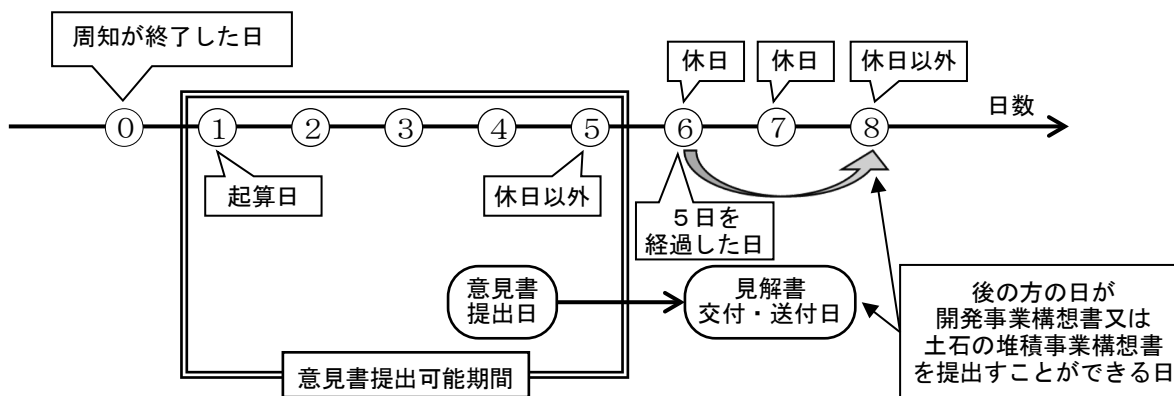 周知が終了した日
休日
休日
休日以外
日数
⓪
①
②
③
④
⑤
⑥
⑦
⑧
起算日
休日以外
５日を
経過した日
意見書
提出日
見解書
交付・送付日
後の方の日が
開発事業構想書又は
土石の堆積事業構想書
を提出すことができる日
意見書提出可能期間